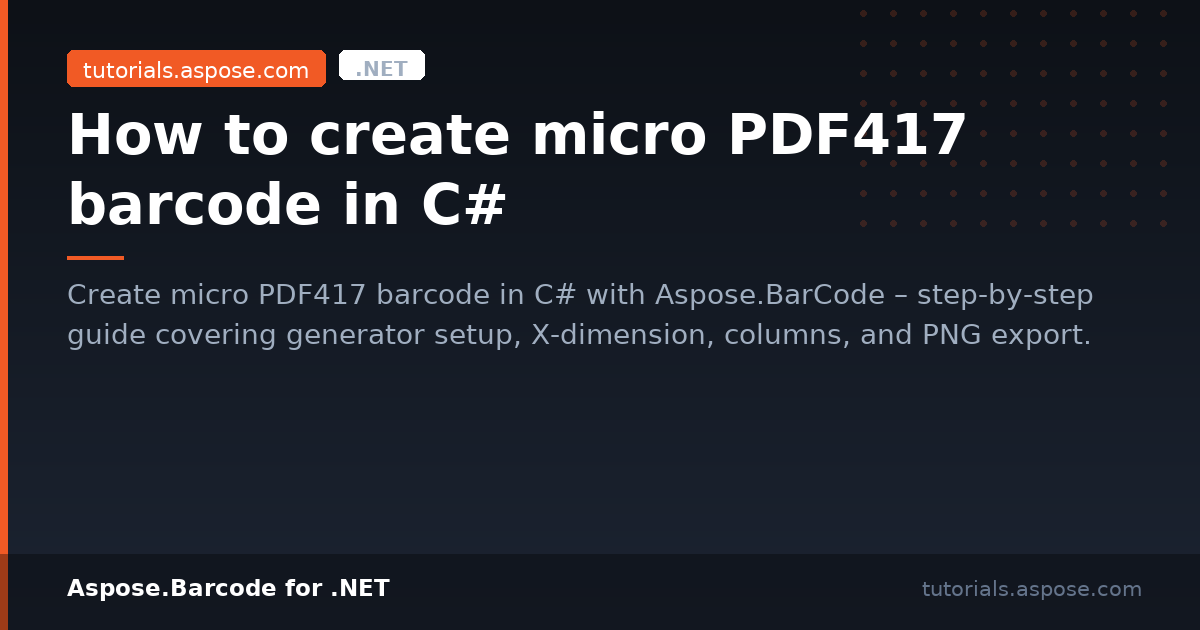 tutorials.aspose.com
.NET
How to create micro PDF417
barcode in C#
Create micro PDF417 barcode in C# with Aspose.BarCode – step-by-step
guide covering generator setup, X-dimension, columns, and PNG export.
Aspose.Barcode for .NET
tutorials.aspose.com